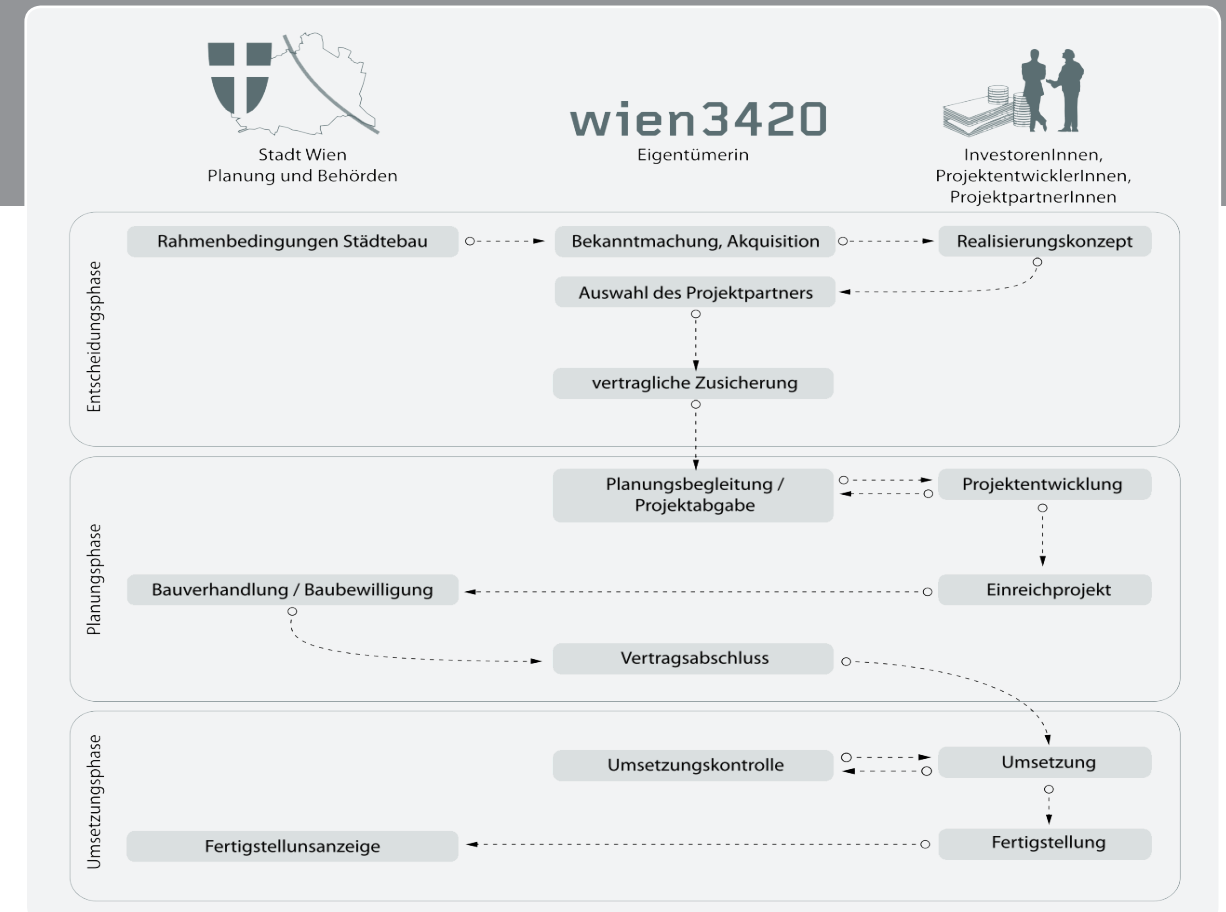 wien3420
Stadt Wien
Planung und Behörden
Eigentümerin
InvestorenInnen,
ProjektentwicklerInnen,
ProjektpartnerInnen
Entscheidungsphase
Rahmenbedingungen Städtebau
Bekanntmachung, Akquisition
Realisierungskonzept
Auswahl des Projektpartners
vertragliche Zusicherung
Planungsphase
Planungsbegleitung /
Projektabgabe
Projektentwicklung
Bauverhandlung / Baubewilligung
Einreichprojekt
Vertragsabschluss
Umsetzungsphase
Umsetzungskontrolle
Umsetzung
Fertigstellunsanzeige
Fertigstellung